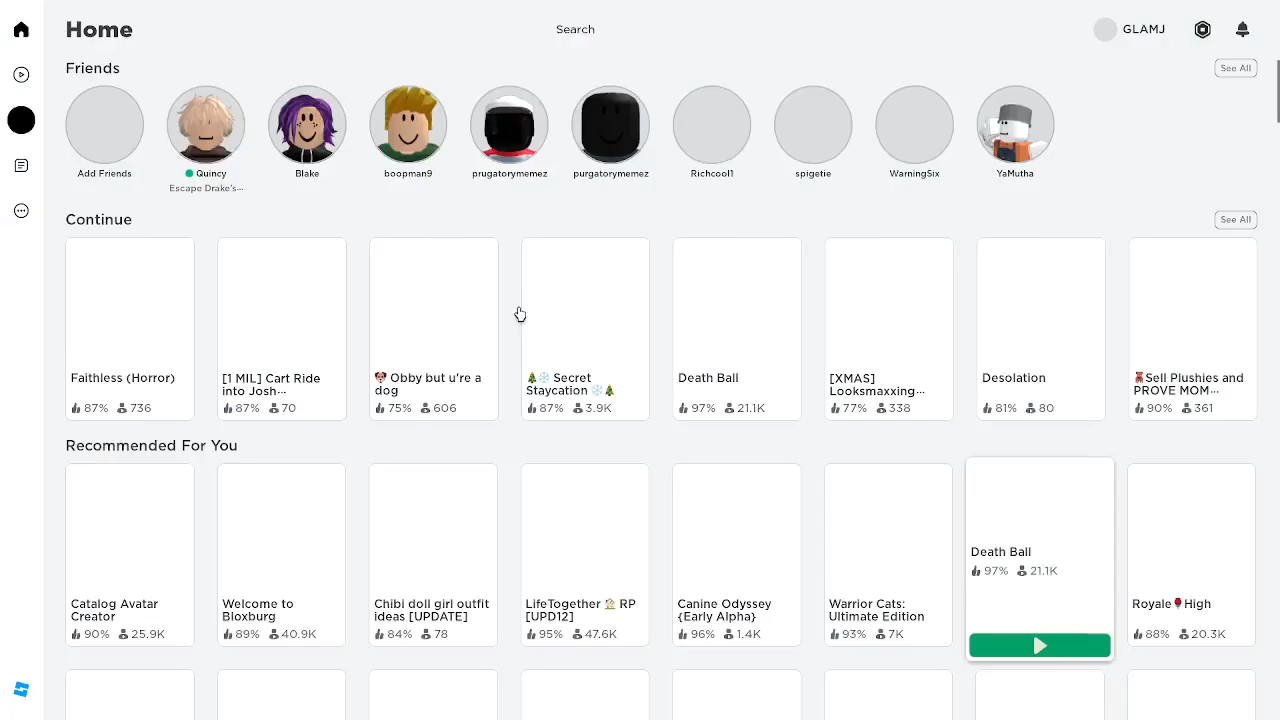 Home
Search
GLAMJ
Friends
See All
Add Friends
Quincy
Escape Drake's...
Blake
boopman9
prugatorymemez
purgatorymemez
Richcool1
spigetie
WarningSix
YaMutha
Continue
See All
Faithless (Horror)
87% 736
[1 MIL] Cart Ride
into Josh...
87% 70
🐶 Obby but u're a
dog
75% 606
🎄❄️ Secret
Staycation ❄️🎄
87% 3.9K
Death Ball
97% 21.1K
[XMAS]
Looksmaxxing...
77% 338
Desolation
81% 80
🧸Sell Plushies and
PROVE MOM...
90% 361
Recommended For You
Catalog Avatar
Creator
90% 25.9K
Welcome to
Bloxburg
89% 40.9K
Chibi doll girl outfit
ideas [UPDATE]
84% 78
LifeTogether 🏠 RP
[UPD12]
95% 47.6K
Canine Odyssey
{Early Alpha}
96% 1.4K
Warrior Cats:
Ultimate Edition
93% 7K
Death Ball
97% 21.1K
Royale🌹High
88% 20.3K